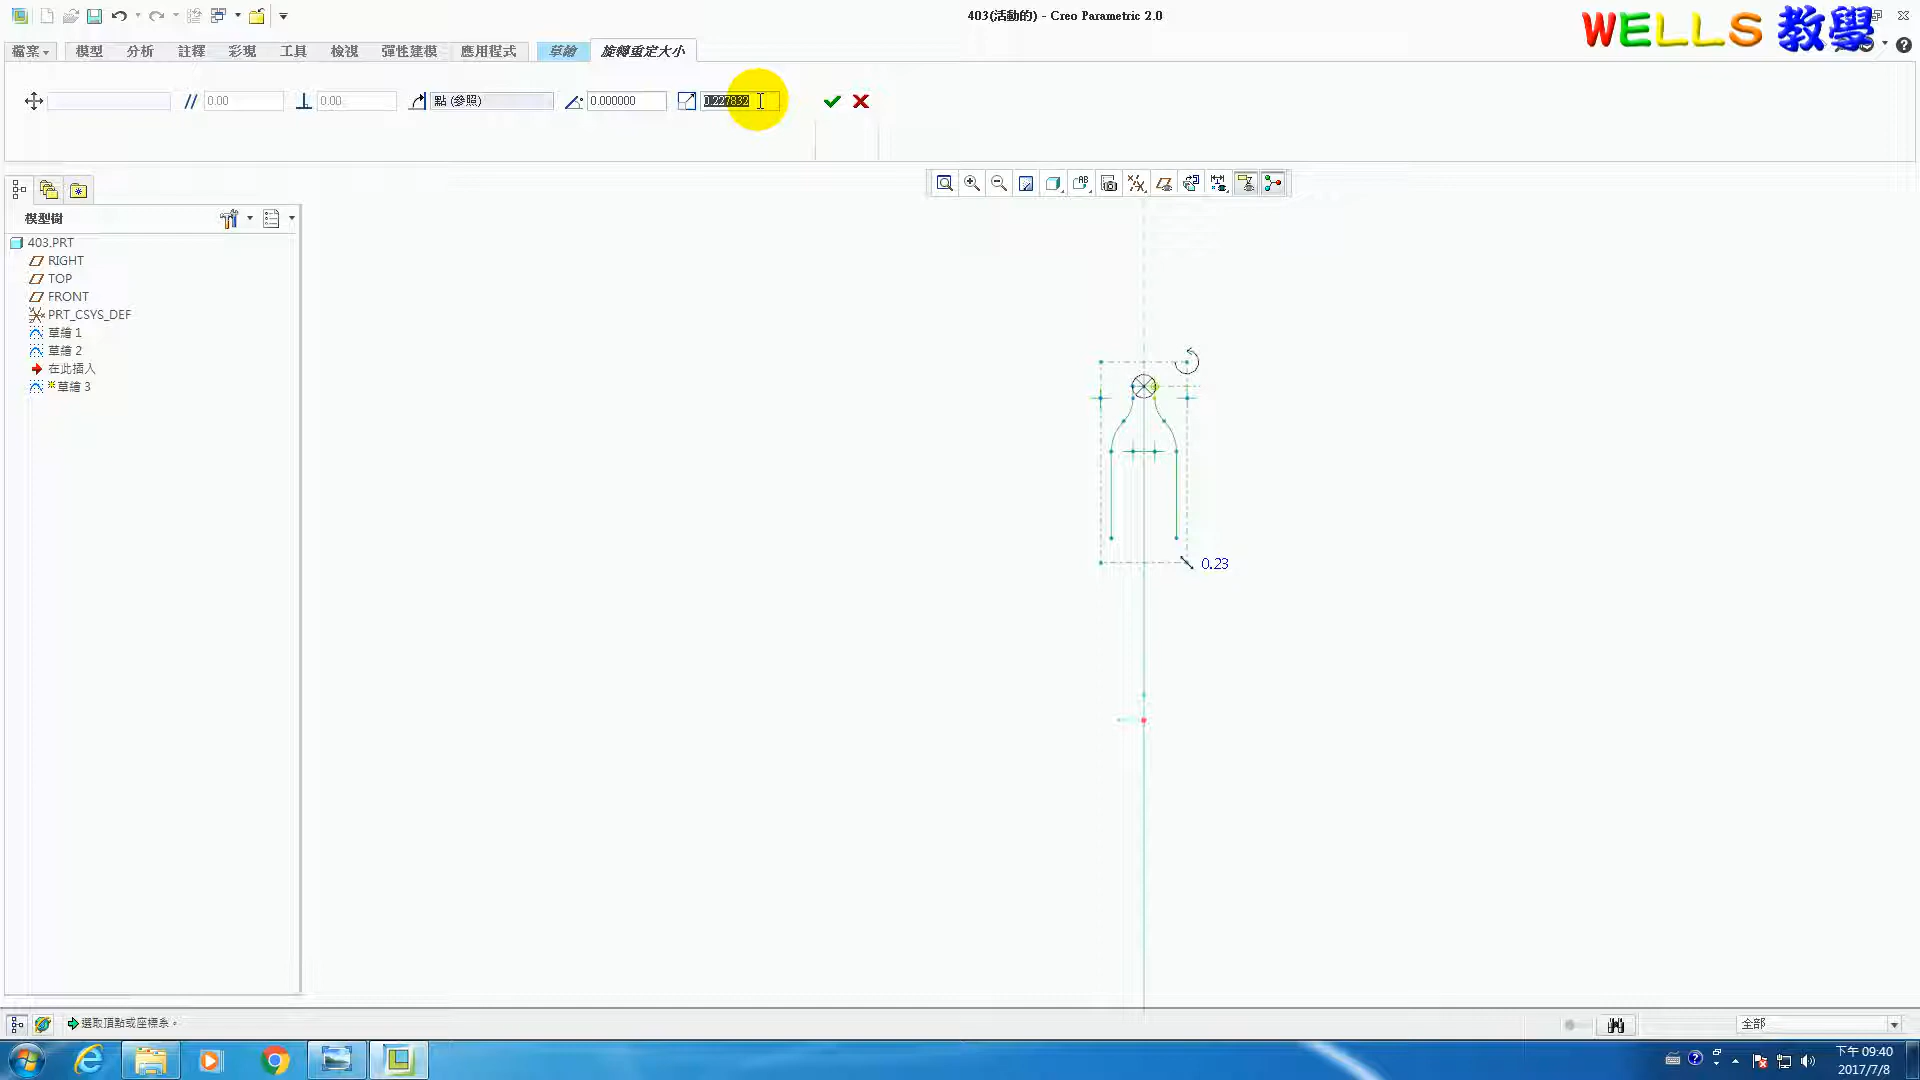 403(活動的) - Creo Parametric 2.0
WELLS 教學
檔案 模型 分析 註釋 彩現 工具 檢視 彈性建模 應用程式 草繪 旋轉重定大小
0.00 0.00 點 (參照) 0.000000 0.227832
模型樹
403.PRT
RIGHT
TOP
FRONT
PRT_CSYS_DEF
草繪 1
草繪 2
在此插入
草繪 3
0.23
選取頂點或座標系。
全部
下午 09:40
2017/7/8